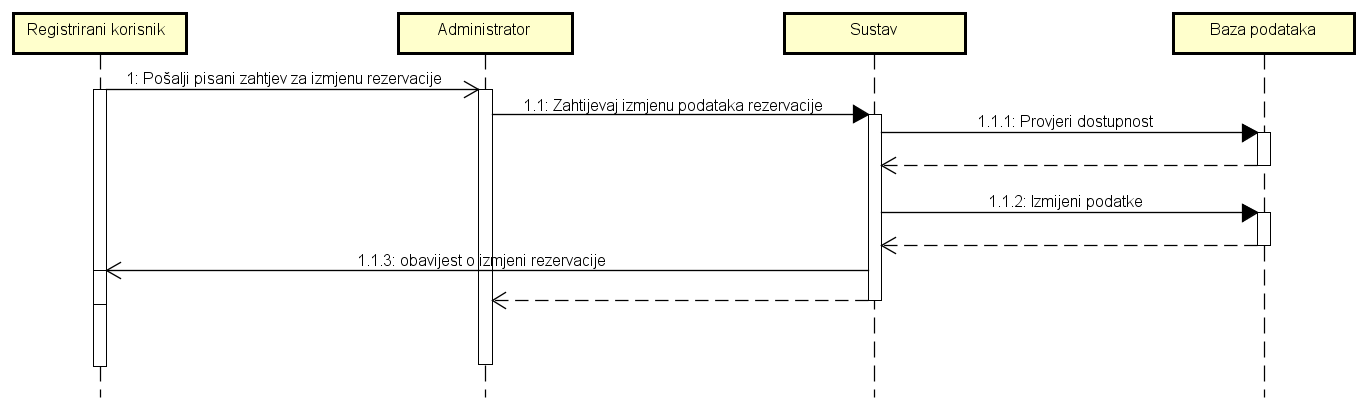 Registrirani korisnik
Administrator
Sustav
Baza podataka
1: Pošalji pisani zahtjev za izmjenu rezervacije
1.1: Zahtijevaj izmjenu podataka rezervacije
1.1.1: Provjeri dostupnost
1.1.2: Izmijeni podatke
1.1.3: obavijest o izmjeni rezervacije